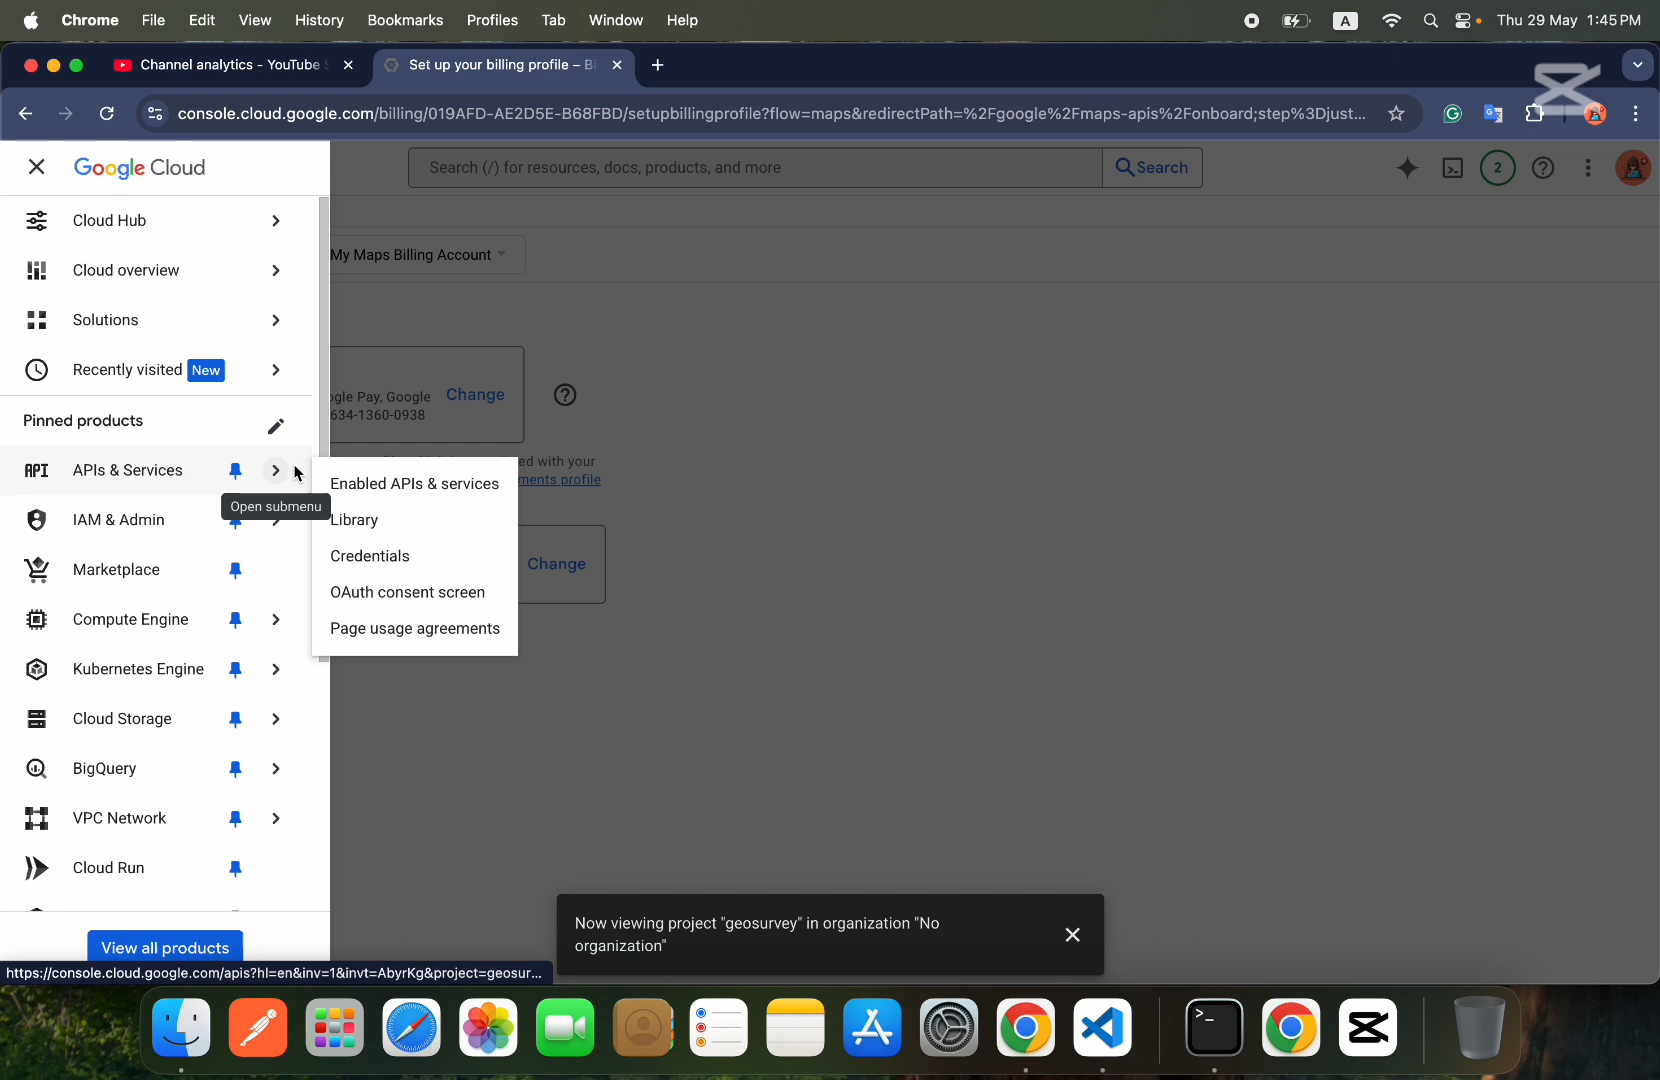 Chrome File Edit View History Bookmarks Profiles Tab Window Help
A
Thu 29 May 1:45 PM
Channel analytics - YouTube
Set up your billing profile – Bi
console.cloud.google.com/billing/019AFD-AE2D5E-B68FBD/setupbillingprofile?flow=maps&redirectPath=%2Fgoogle%2Fmaps-apis%2Fonboard;step%3Djust...
Google Cloud
Search (/) for resources, docs, products, and more
Search
2
Cloud Hub
My Maps Billing Account
Cloud overview
Solutions
Recently visited New
ogle Pay, Google
634-1360-0938
Change
Pinned products
API APIs & Services
ed with your
ments profile
Open submenu
Enabled APIs & services
Library
Credentials
OAuth consent screen
Page usage agreements
Change
IAM & Admin
Marketplace
Compute Engine
Kubernetes Engine
Cloud Storage
BigQuery
VPC Network
Cloud Run
View all products
Now viewing project "geosurvey" in organization "No
organization"
https://console.cloud.google.com/apis?hl=en&inv=1&invt=AbyrKg&project=geosur...